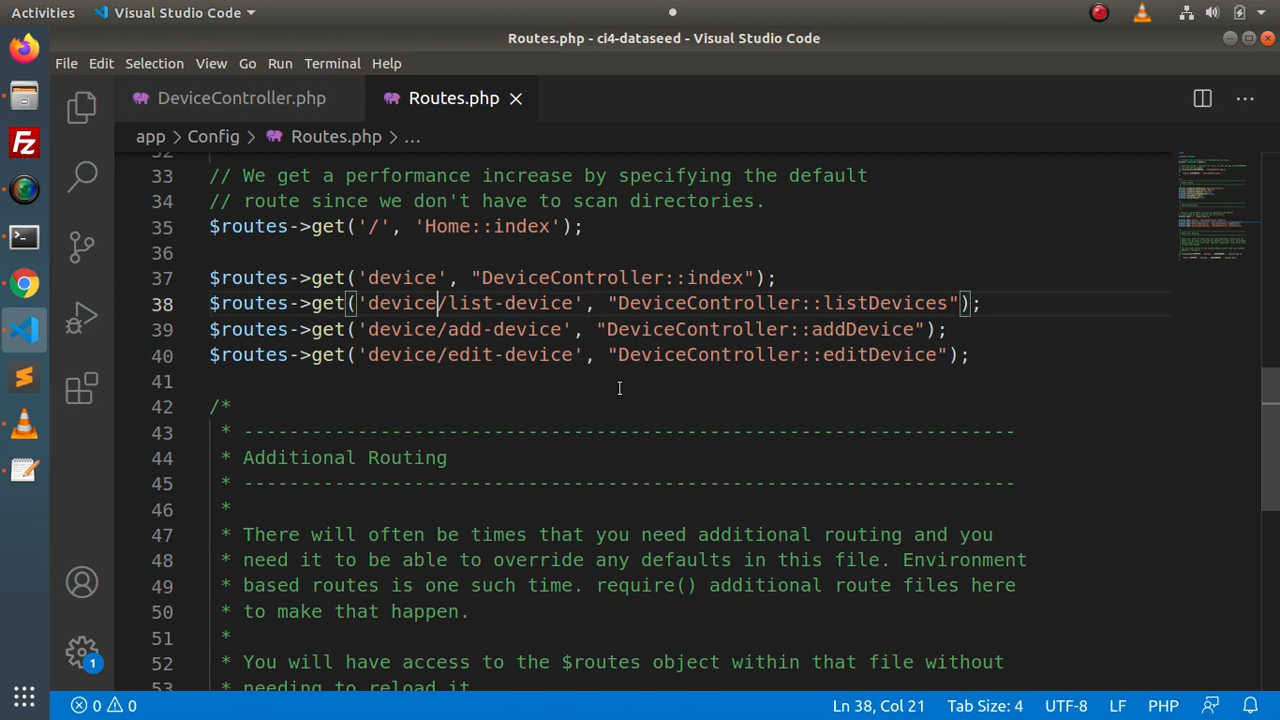 Activities
Visual Studio Code
Routes.php - ci4-dataseed - Visual Studio Code
File Edit Selection View Go Run Terminal Help
DeviceController.php
Routes.php
app > Config > Routes.php > ...
33 // We get a performance increase by specifying the default
34 // route since we don't have to scan directories.
35 $routes->get('/', 'Home::index');
36
37 $routes->get('device', "DeviceController::index");
38 $routes->get('device/list-device', "DeviceController::listDevices");
39 $routes->get('device/add-device', "DeviceController::addDevice");
40 $routes->get('device/edit-device', "DeviceController::editDevice");
41
42 /*
43 * --------------------------------------------------------------------
44 * Additional Routing
45 * --------------------------------------------------------------------
46 *
47 * There will often be times that you need additional routing and you
48 * need it to be able to override any defaults in this file. Environment
49 * based routes is one such time. require() additional route files here
50 * to make that happen.
51 *
52 * You will have access to the $routes object within that file without
53 * needing to reload it
1
0 0 Ln 38, Col 21 Tab Size: 4 UTF-8 LF PHP